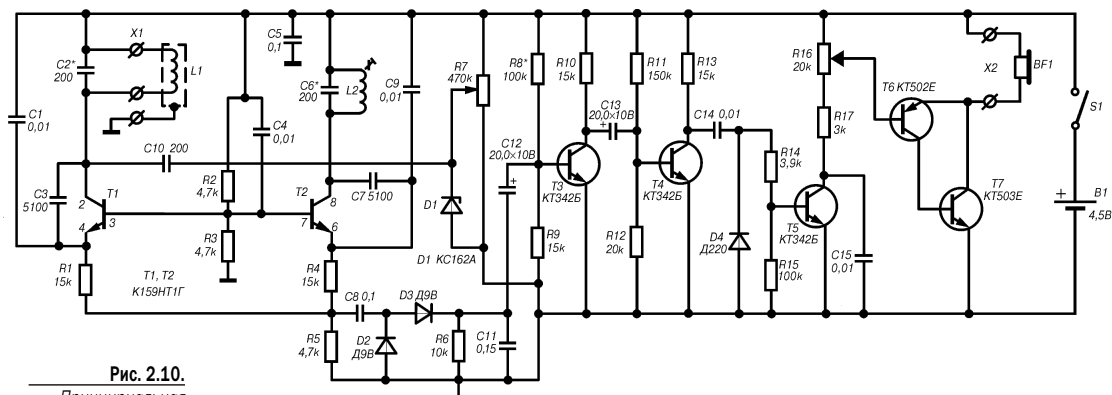 C1
0,01
C2*
200
X1
L1
C5
0,1
C6*
200
L2
C9
0,01
R7
470k
R8*
100k
R10
15k
R11
150k
R13
15k
R16
20k
X2
BF1
S1
T6 КТ502Е
C4
0,01
C13
20,0×10В
+
C14 0,01
R17
3k
C10 200
C12
20,0×10В
+
C3
5100
T1
2
3
4
R2
4,7k
T2
8
7
6
C7 5100
D1
T3
КТ342Б
T4
КТ342Б
R14
3,9k
T7
КТ503Е
+
B1
4,5В
R3
4,7k
R9
15k
R12
20k
D4
Д220
T5
КТ342Б
C15
0,01
R1
15k
T1, T2
К159НТ1Г
R4
15k
D1 КС162А
R15
100k
C8 0,1
D3 Д9В
R5
4,7k
D2
Д9В
R6
10k
C11
0,15
Рис. 2.10.
Принципиальная